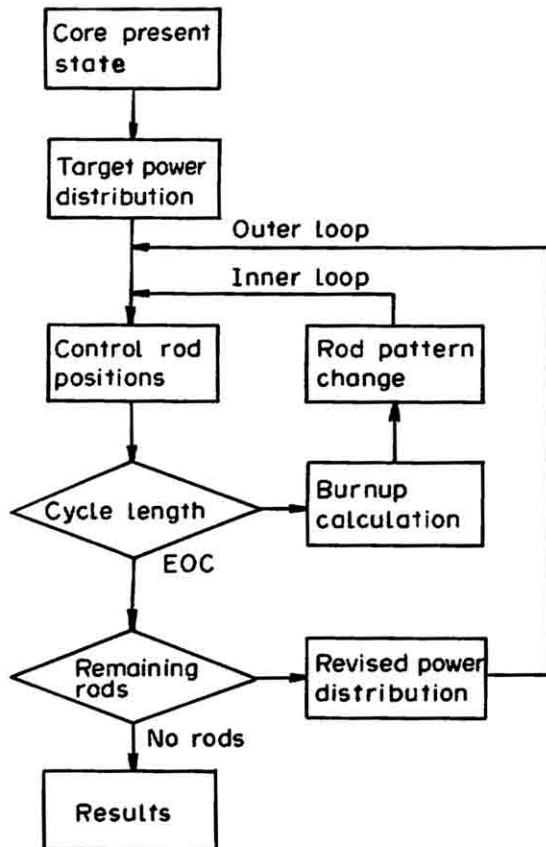 Core present
state
Target power
distribution
Outer loop
Inner loop
Control rod
positions
Rod pattern
change
Cycle length
Burnup
calculation
EOC
Remaining
rods
Revised power
distribution
No rods
Results